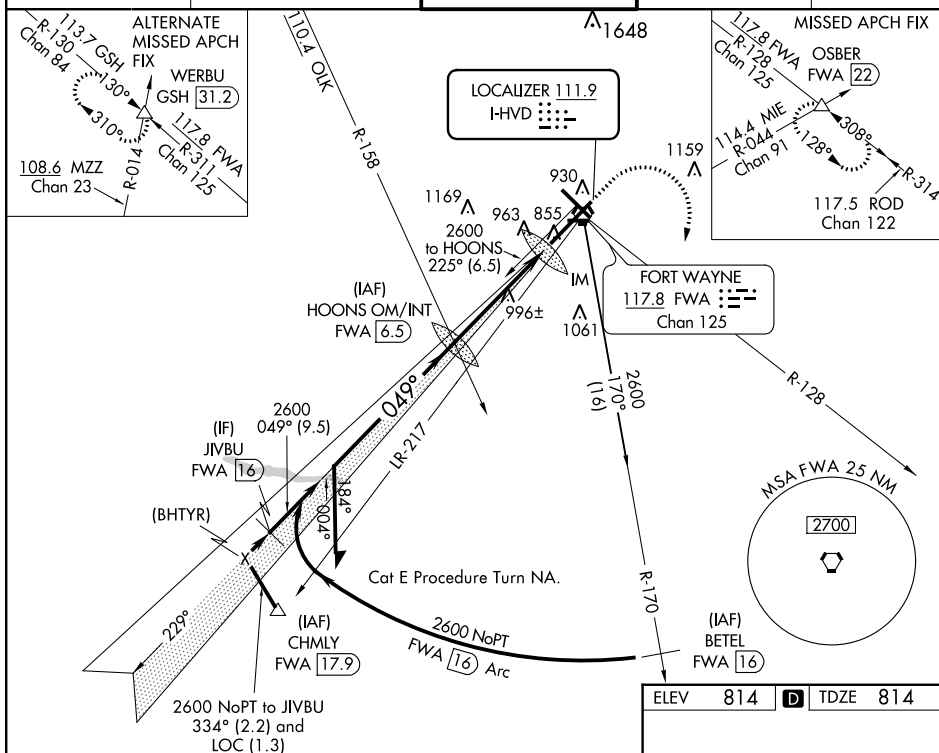 ALTERNATE
MISSED APCH
FIX
113.7 GSH
R-130
Chan 84
130°
310°
WERBU
GSH 31.2
117.8 FWA
R-311
Chan 125
108.6 MZZ
Chan 23
R-014
110.4 OLK
R-158
1648
LOCALIZER 111.9
I-HVD
MISSED APCH FIX
117.8 FWA
R-128
Chan 125
OSBER
FWA 22
114.4 MIE
R-044
Chan 91
308°
128°
R-314
117.5 ROD
Chan 122
1159
930
1169
963
855
2600
to HOONS
225° (6.5)
IM
(IAF)
HOONS OM/INT
FWA 6.5
996±
1061
FORT WAYNE
117.8 FWA
Chan 125
R-128
2600
170°
(16)
049°
2600
049° (9.5)
(IF)
JIVBU
FWA 16
LR-217
184°
004°
(BHTYR)
MSA FWA 25 NM
2700
Cat E Procedure Turn NA.
R-170
229°
(IAF)
CHMLY
FWA 17.9
2600 NoPT
FWA 16 Arc
(IAF)
BETEL
FWA 16
2600 NoPT to JIVBU
334° (2.2) and
LOC (1.3)
ELEV 814 D TDZE 814